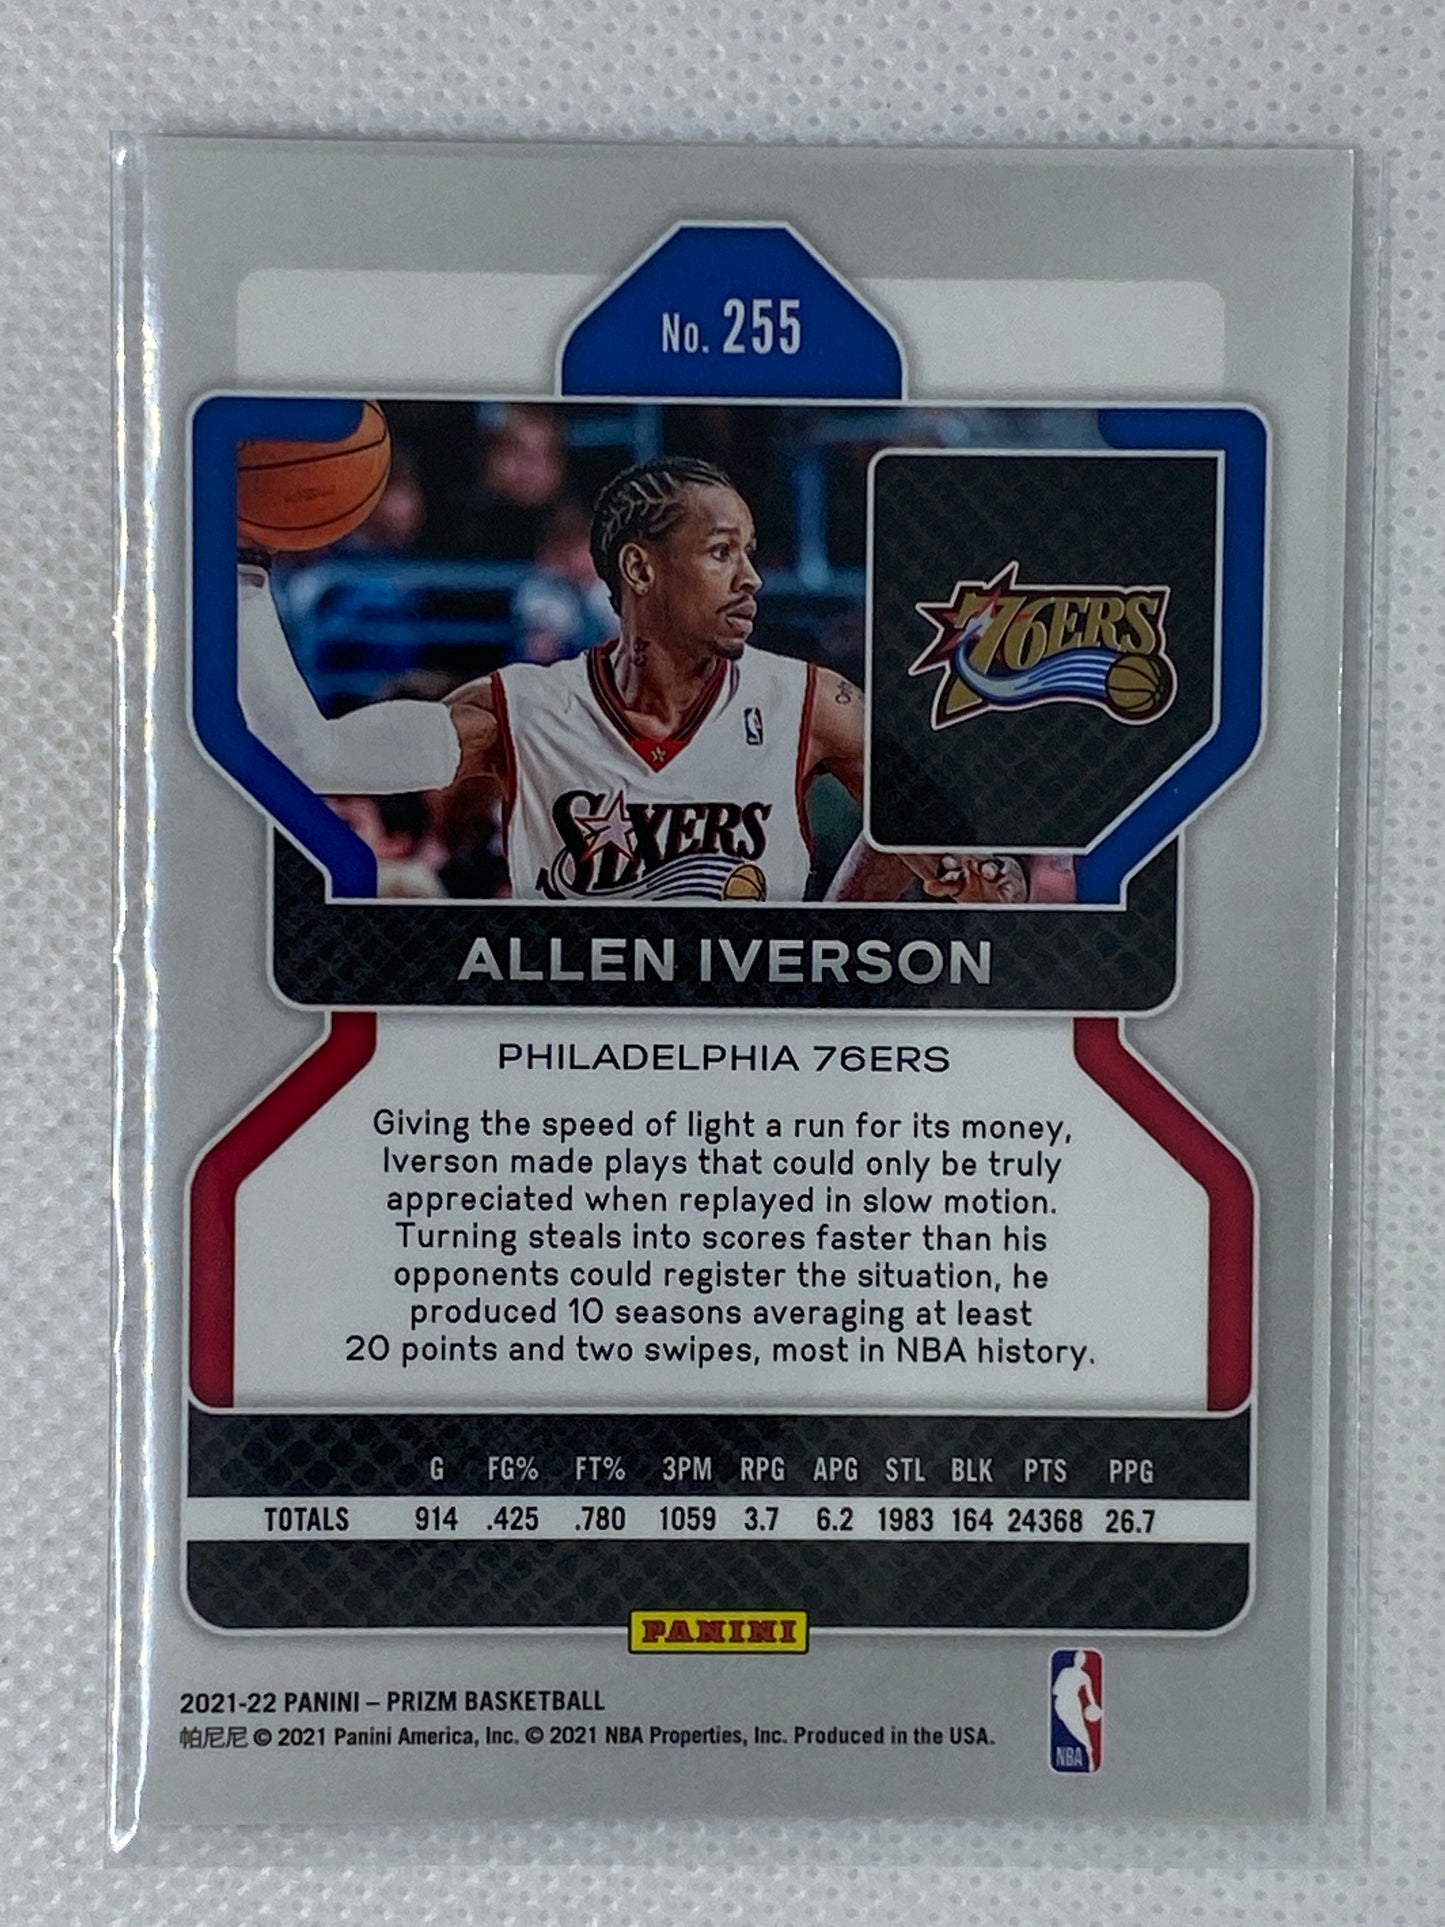 No. 255
76ERS
SIXERS
ALLEN IVERSON
PHILADELPHIA 76ERS
Giving the speed of light a run for its money,
Iverson made plays that could only be truly
appreciated when replayed in slow motion.
Turning steals into scores faster than his
opponents could register the situation, he
produced 10 seasons averaging at least
20 points and two swipes, most in NBA history.
G FG% FT% 3PM RPG APG STL BLK PTS PPG
TOTALS 914 .425 .780 1059 3.7 6.2 1983 164 24368 26.7
PANINI
2021-22 PANINI – PRIZM BASKETBALL
帕尼尼 © 2021 Panini America, Inc. © 2021 NBA Properties, Inc. Produced in the USA.
NBA